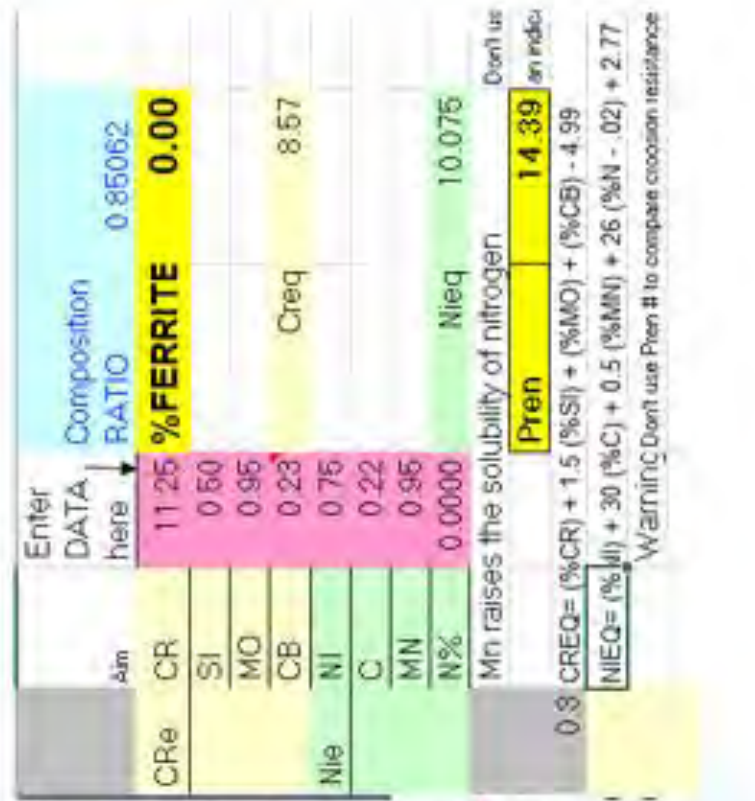 Enter
DATA Composition
Aim here RATIO 0.85062
CRe CR 11.25 %FERRITE 0.00
SI 0.50
MO 0.95
CB 0.23 Creq 8.57
Nie NI 0.75
C 0.22
MN 0.95
N% 0.0000 Nieq 10.075
Mn raises the solubility of nitrogen Don't us
Pren 14.39 an indic
0.3 CREQ= (%CR) + 1.5 (%SI) + (%MO) + (%CB) - 4.99
NIEQ= (%NI) + 30 (%C) + 0.5 (%MN) + 26 (%N - .02) + 2.77
Warning Don't use Pren # to compare croosion resistance